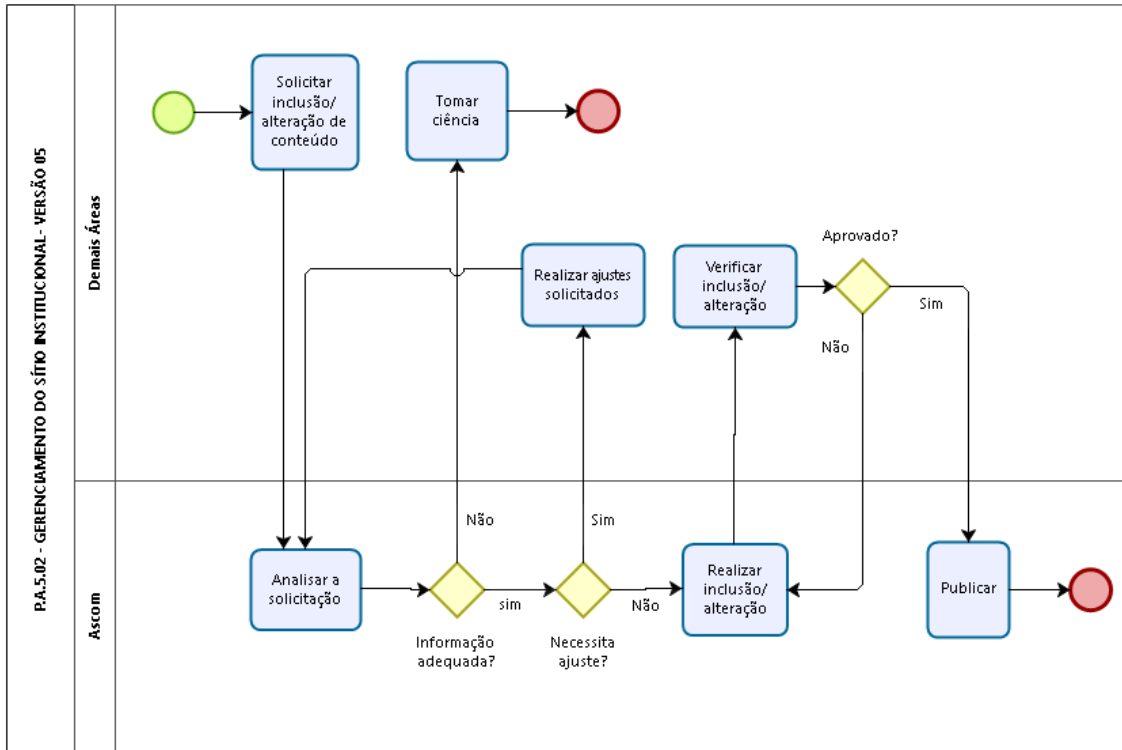 P.A.5.02 - GERENCIAMENTO DO SÍTIO INSTITUCIONAL - VERSÃO 05
Demais Áreas
Solicitar
inclusão/
alteração de
conteúdo
Tomar
ciência
Realizar ajustes
solicitados
Verificar
inclusão/
alteração
Aprovado?
Sim
Não
Ascom
Analisar a
solicitação
Não
sim
Informação
adequada?
Sim
Não
Necessita
ajuste?
Realizar
inclusão/
alteração
Publicar